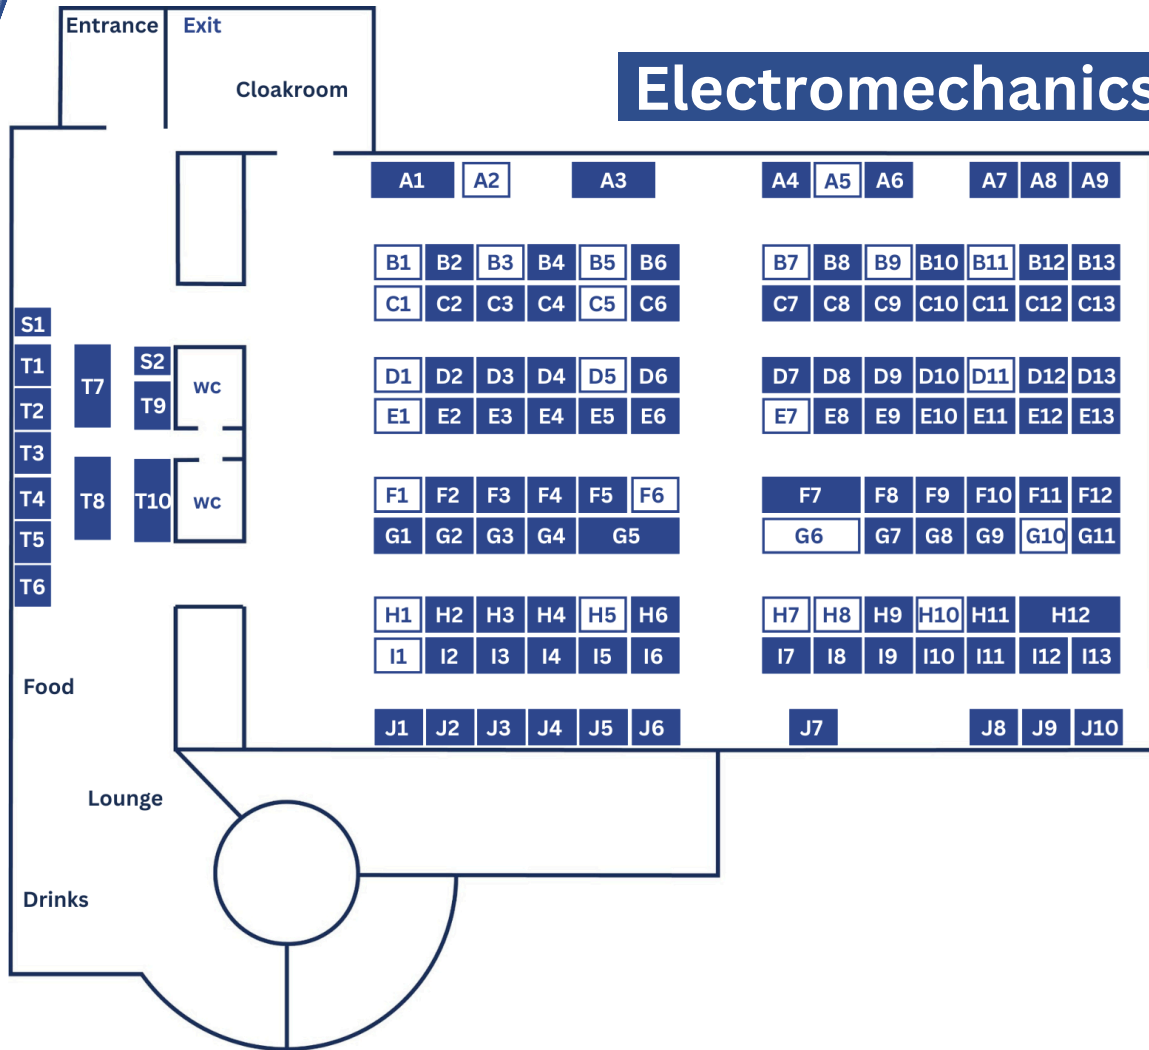 Entrance Exit
Cloakroom
Electromechanics
A1 A2 A3 A4 A5 A6 A7 A8 A9
B1 B2 B3 B4 B5 B6 B7 B8 B9 B10 B11 B12 B13
C1 C2 C3 C4 C5 C6 C7 C8 C9 C10 C11 C12 C13
S1
T1 T7 S2 wc D1 D2 D3 D4 D5 D6 D7 D8 D9 D10 D11 D12 D13
T2 T9 E1 E2 E3 E4 E5 E6 E7 E8 E9 E10 E11 E12 E13
T3
T4 T8 T10 wc F1 F2 F3 F4 F5 F6 F7 F8 F9 F10 F11 F12
T5 G1 G2 G3 G4 G5 G6 G7 G8 G9 G10 G11
T6
H1 H2 H3 H4 H5 H6 H7 H8 H9 H10 H11 H12
I1 I2 I3 I4 I5 I6 I7 I8 I9 I10 I11 I12 I13
Food
J1 J2 J3 J4 J5 J6 J7 J8 J9 J10
Lounge
Drinks